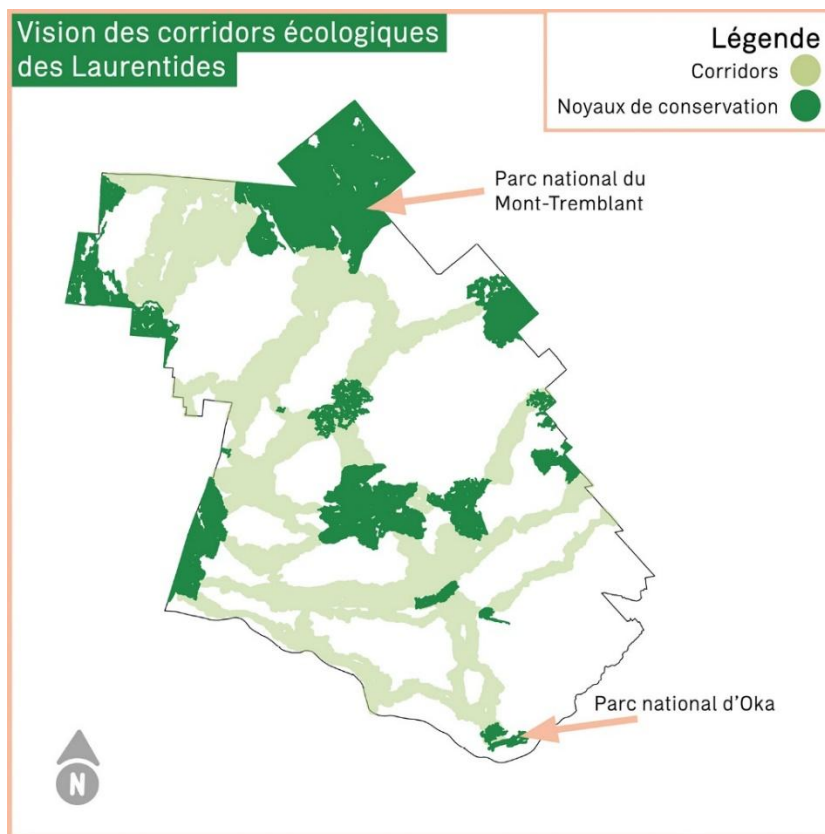 Vision des corridors écologiques
des Laurentides
Légende
Corridors
Noyaux de conservation
Parc national du
Mont-Tremblant
Parc national d'Oka
N